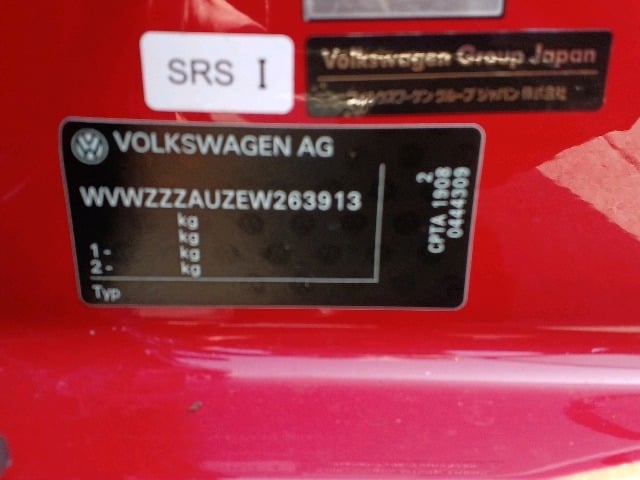 SRS I
Volkswagen Group Japan
フォルクスワーゲン グループ ジャパン 株式会社
VOLKSWAGEN AG
WVWZZZAUZEW263913
kg
kg
1- kg
2- kg
Typ
2
CPTA 1908
0444309